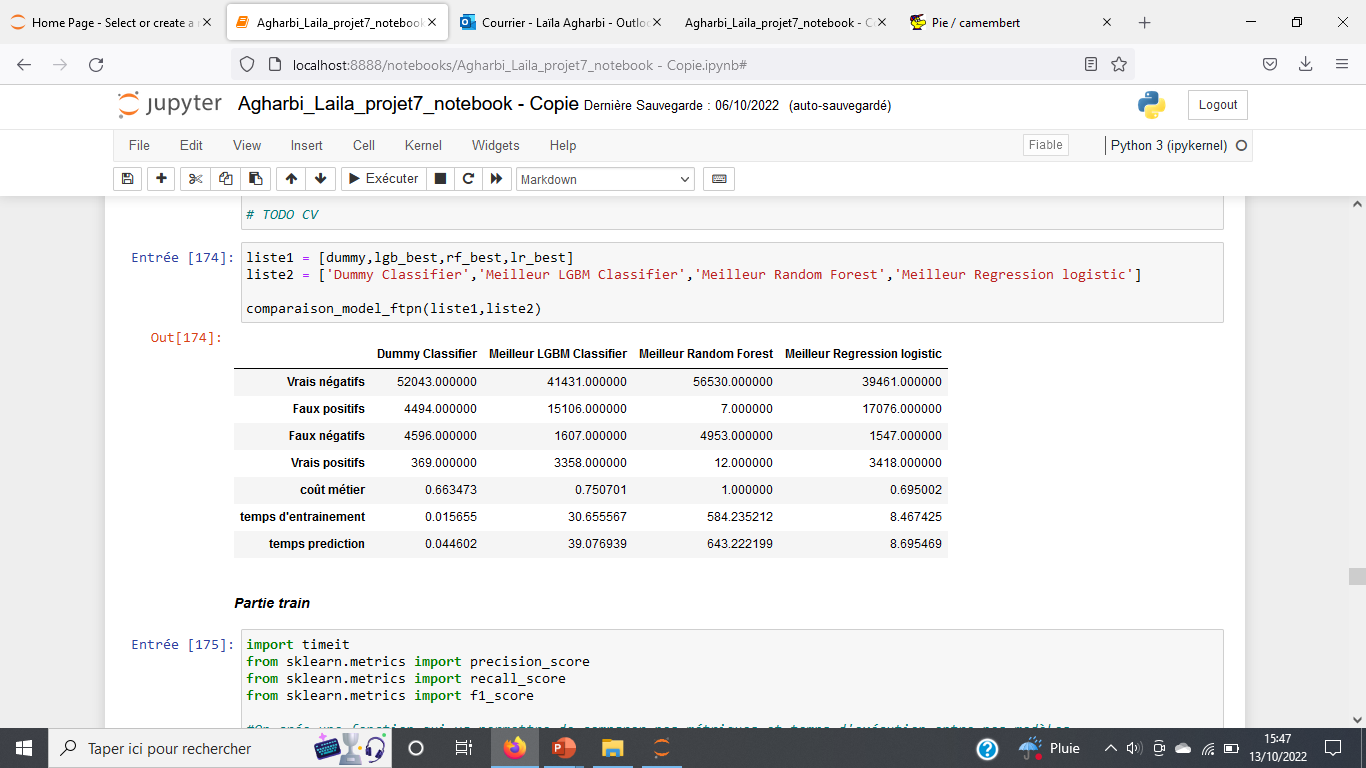 Home Page - Select or create a
Agharbi_Laila_projet7_notebook
Courrier - Laïla Agharbi - Outlo
Agharbi_Laila_projet7_notebook - C
Pie / camembert
localhost:8888/notebooks/Agharbi_Laila_projet7_notebook - Copie.ipynb#
jupyter Agharbi_Laila_projet7_notebook - Copie Dernière Sauvegarde : 06/10/2022 (auto-sauvegardé)
Logout
File Edit View Insert Cell Kernel Widgets Help
Fiable
Python 3 (ipykernel)
Exécuter
Markdown
# TODO CV
Entrée [174]:
liste1 = [dummy,lgb_best,rf_best,lr_best]
liste2 = ['Dummy Classifier','Meilleur LGBM Classifier','Meilleur Random Forest','Meilleur Regression logistic']
comparaison_model_ftpn(liste1,liste2)
Out[174]:
Dummy Classifier Meilleur LGBM Classifier Meilleur Random Forest Meilleur Regression logistic
Vrais négatifs 52043.000000 41431.000000 56530.000000 39461.000000
Faux positifs 4494.000000 15106.000000 7.000000 17076.000000
Faux négatifs 4596.000000 1607.000000 4953.000000 1547.000000
Vrais positifs 369.000000 3358.000000 12.000000 3418.000000
coût métier 0.663473 0.750701 1.000000 0.695002
temps d'entrainement 0.015655 30.655567 584.235212 8.467425
temps prediction 0.044602 39.076939 643.222199 8.695469
Partie train
Entrée [175]:
import timeit
from sklearn.metrics import precision_score
from sklearn.metrics import recall_score
from sklearn.metrics import f1_score
Taper ici pour rechercher
Pluie
15:47
13/10/2022